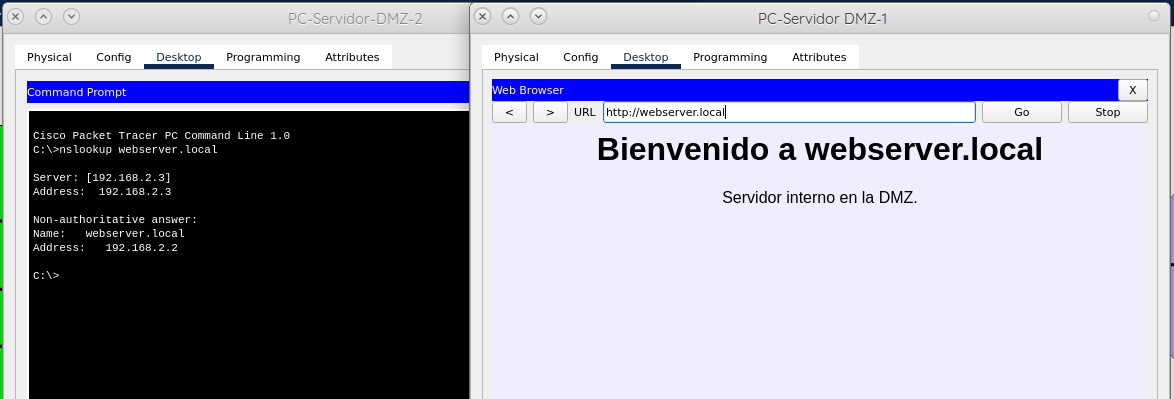 PC-Servidor-DMZ-2
Physical Config Desktop Programming Attributes
Command Prompt
Cisco Packet Tracer PC Command Line 1.0
C:\>nslookup webserver.local
Server: [192.168.2.3]
Address:  192.168.2.3
Non-authoritative answer:
Name:   webserver.local
Address:   192.168.2.2
C:\>
PC-Servidor DMZ-1
Physical Config Desktop Programming Attributes
Web Browser X
< > URL http://webserver.local Go Stop
Bienvenido a webserver.local
Servidor interno en la DMZ.